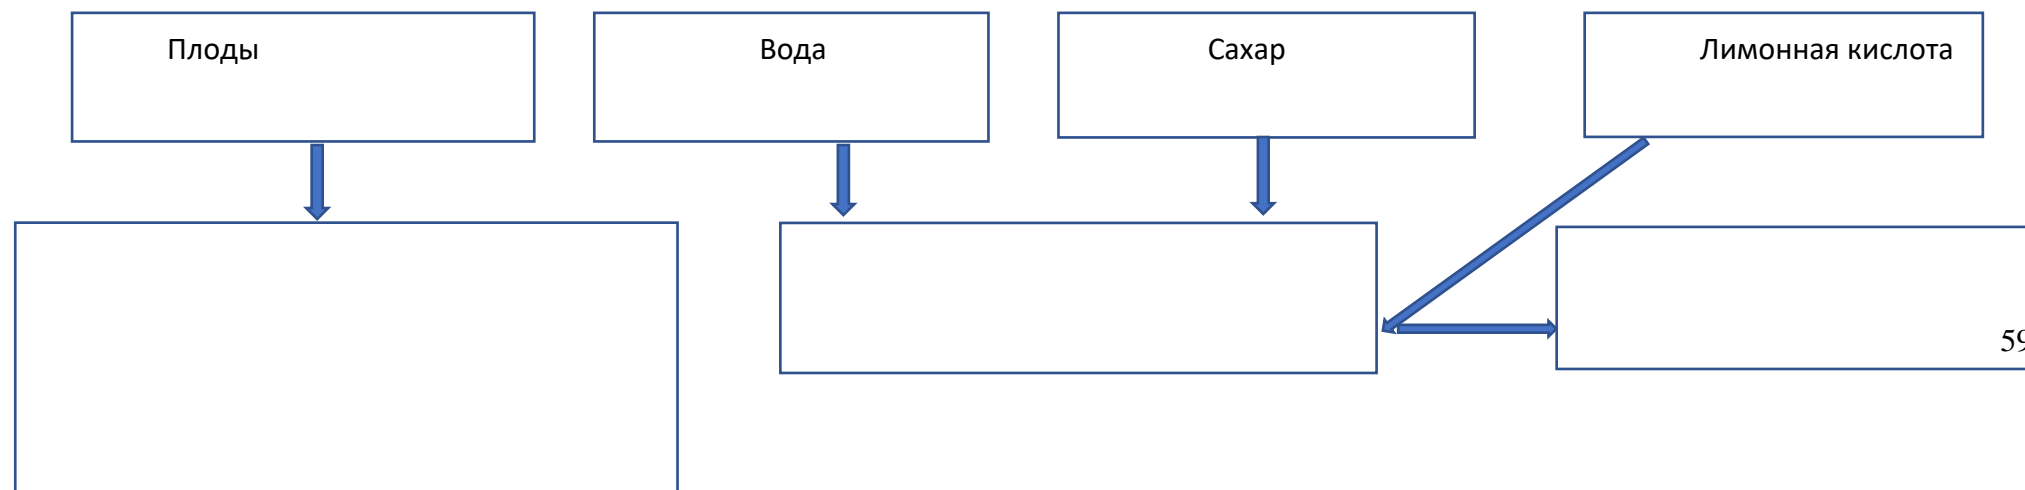 Плоды
Вода
Сахар
Лимонная кислота
59